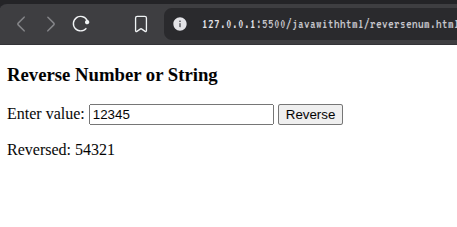 127.0.0.1:5500/javawithhtml/reversenum.html
Reverse Number or String
Enter value: 12345 Reverse
Reversed: 54321